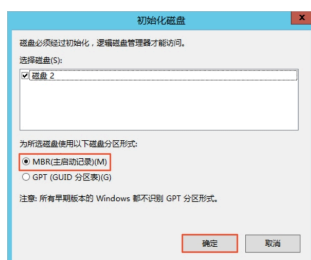 初始化磁盘
x
磁盘必须经过初始化，逻辑磁盘管理器才能访问。
选择磁盘(S):
磁盘 2
为所选磁盘使用以下磁盘分区形式:
MBR(主启动记录)(M)
GPT (GUID 分区表)(G)
注意: 所有早期版本的 Windows 都不识别 GPT 分区形式。
确定 取消